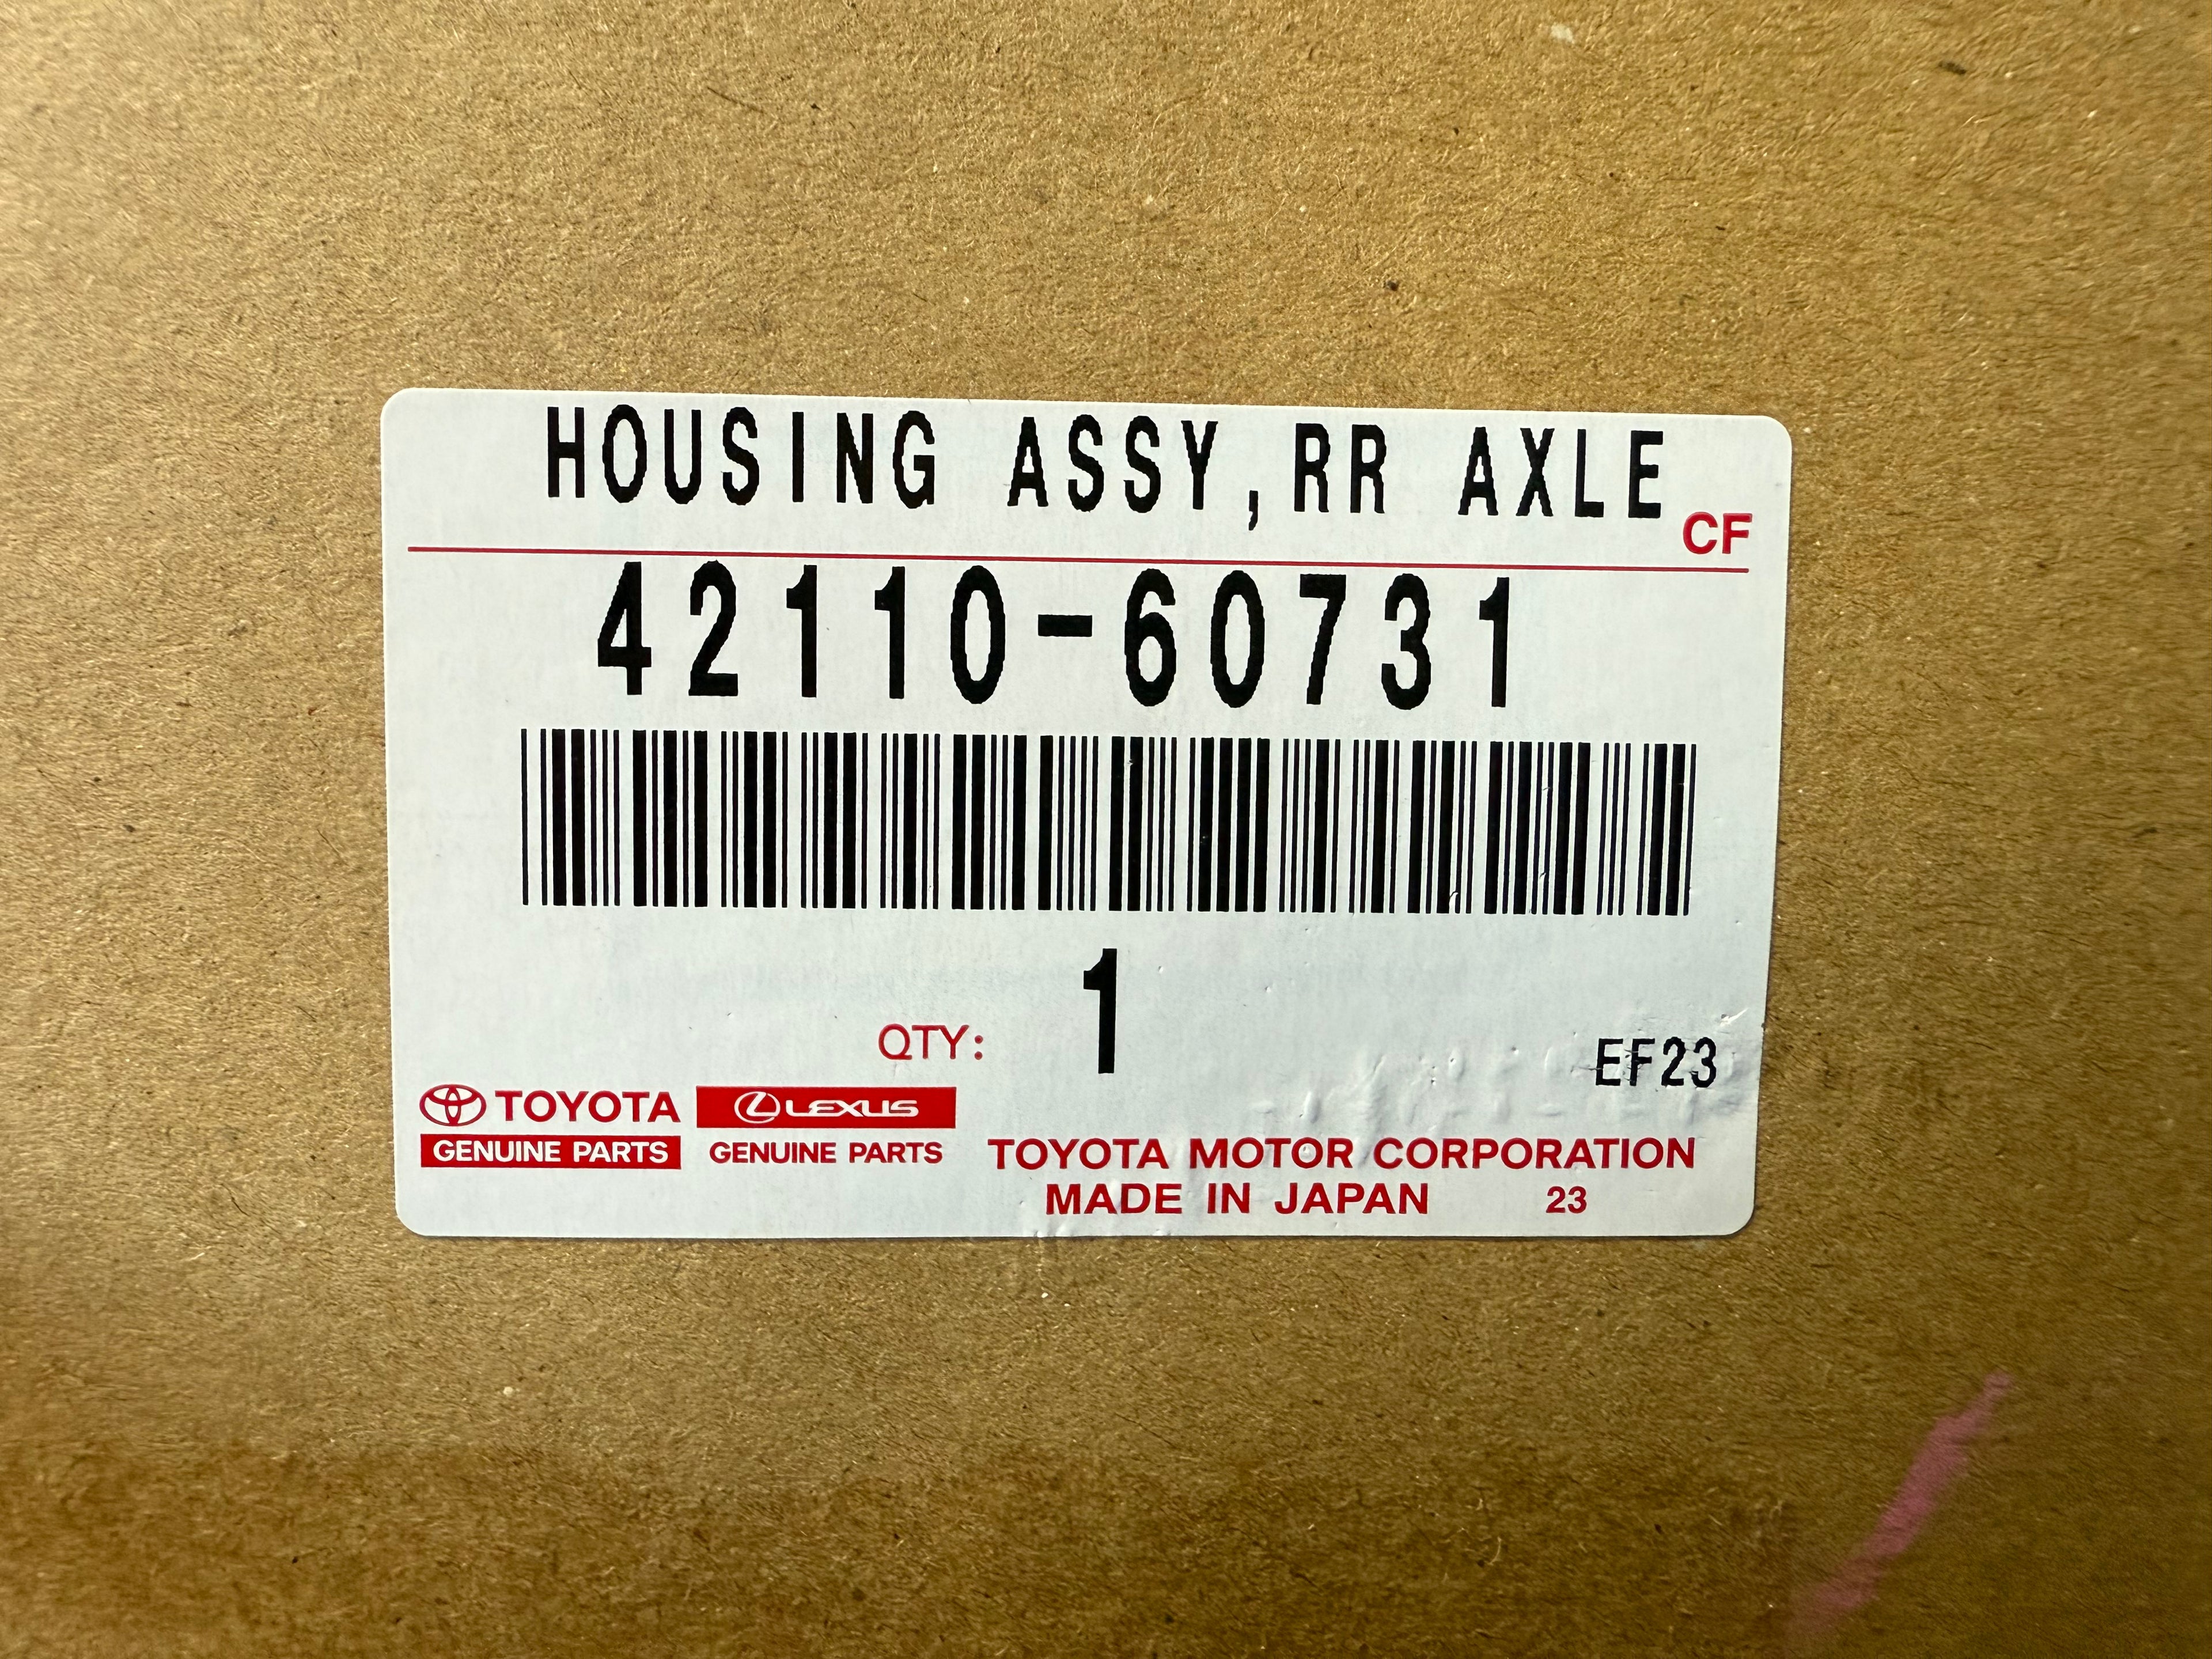 HOUSING ASSY,RR AXLE
CF
42110-60731
QTY: 1
EF23
TOYOTA
GENUINE PARTS
LEXUS
GENUINE PARTS
TOYOTA MOTOR CORPORATION
MADE IN JAPAN 23